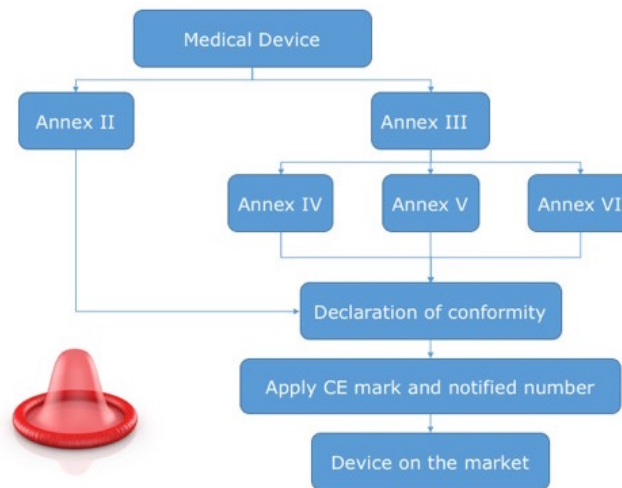 Medical Device
Annex II
Annex III
Annex IV
Annex V
Annex VI
Declaration of conformity
Apply CE mark and notified number
Device on the market